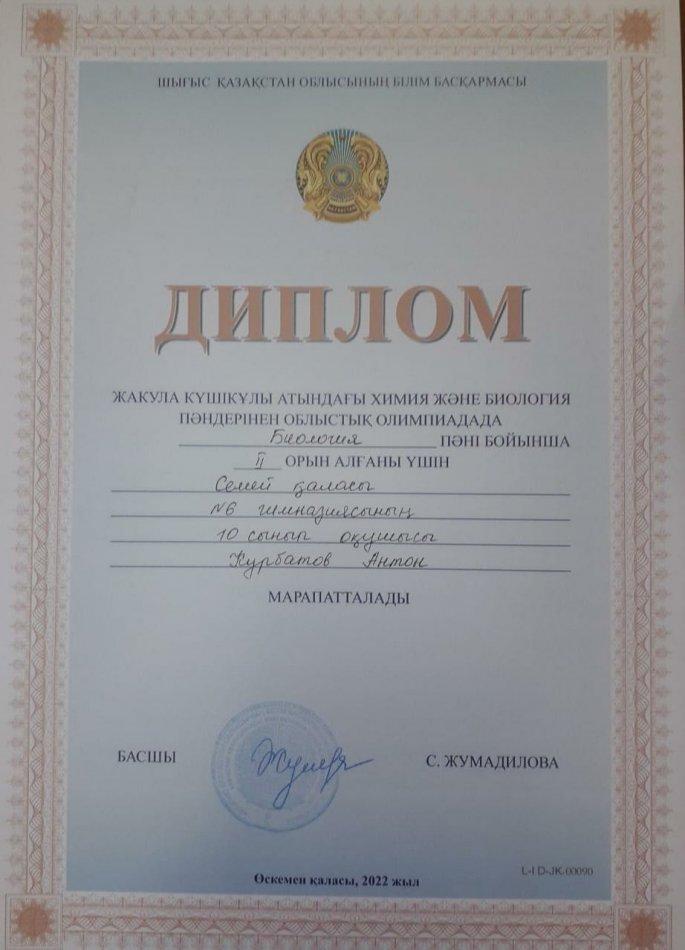 ШЫҒЫС ҚАЗАҚСТАН ОБЛЫСЫНЫҢ БІЛІМ БАСҚАРМАСЫ
ДИПЛОМ
ЖАКУЛА КҮШІКҰЛЫ АТЫНДАҒЫ ХИМИЯ ЖӘНЕ БИОЛОГИЯ
ПӘНДЕРІНЕН ОБЛЫСТЫҚ ОЛИМПИАДАДА
Биология ПӘНІ БОЙЫНША
II ОРЫН АЛҒАНЫ ҮШІН
Семей қаласы
№6 гимназиясының
10 сынып оқушысы
Курбатов Антон
МАРАПАТТАЛАДЫ
БАСШЫ С. ЖУМАДИЛОВА
L-I D-JK-00090
Өскемен қаласы, 2022 жыл